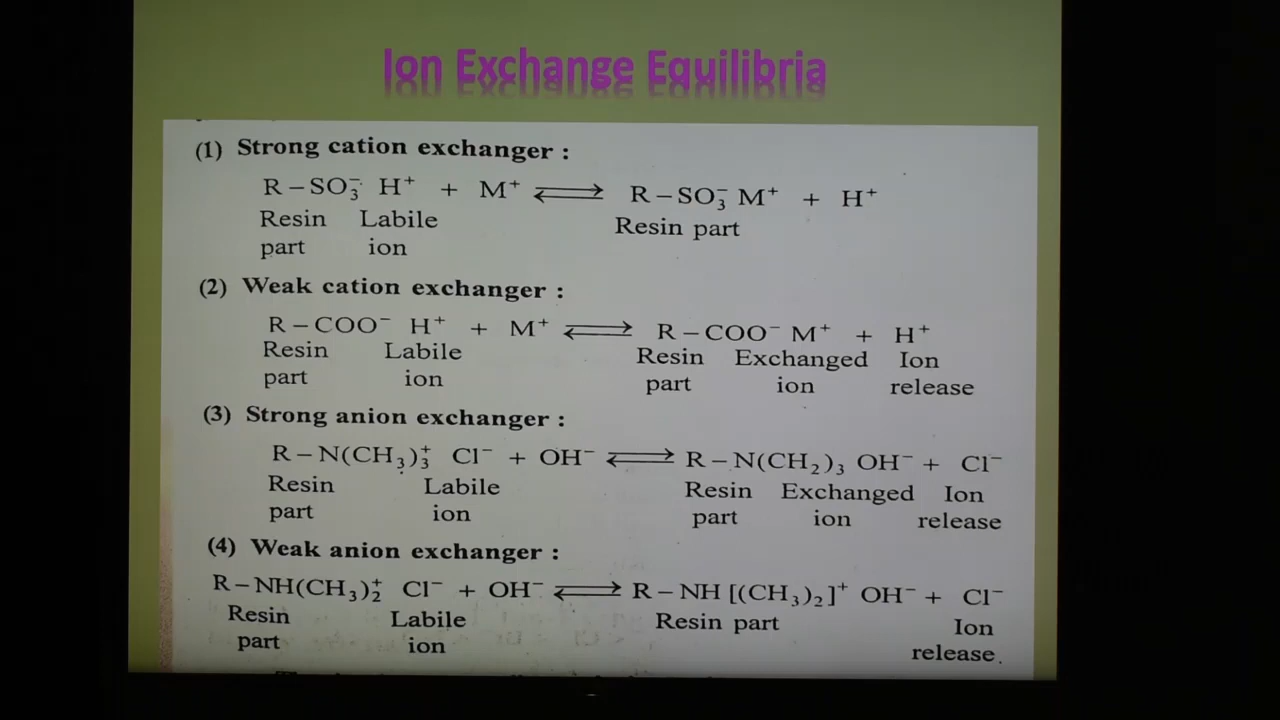 Ion Exchange Equilibria
(1) Strong cation exchanger :
R – SO₃⁻ H⁺ + M⁺ ⇌ R – SO₃⁻ M⁺ + H⁺
Resin Labile Resin part
part ion
(2) Weak cation exchanger :
R – COO⁻ H⁺ + M⁺ ⇌ R – COO⁻ M⁺ + H⁺
Resin Labile Resin Exchanged Ion
part ion part ion release
(3) Strong anion exchanger :
R – N(CH₃)₃⁺ Cl⁻ + OH⁻ ⇌ R – N(CH₂)₃ OH⁻ + Cl⁻
Resin Labile Resin Exchanged Ion
part ion part ion release
(4) Weak anion exchanger :
R – NH(CH₃)₂⁺ Cl⁻ + OH⁻ ⇌ R – NH [(CH₃)₂]⁺ OH⁻ + Cl⁻
Resin Labile Resin part Ion
part ion release.